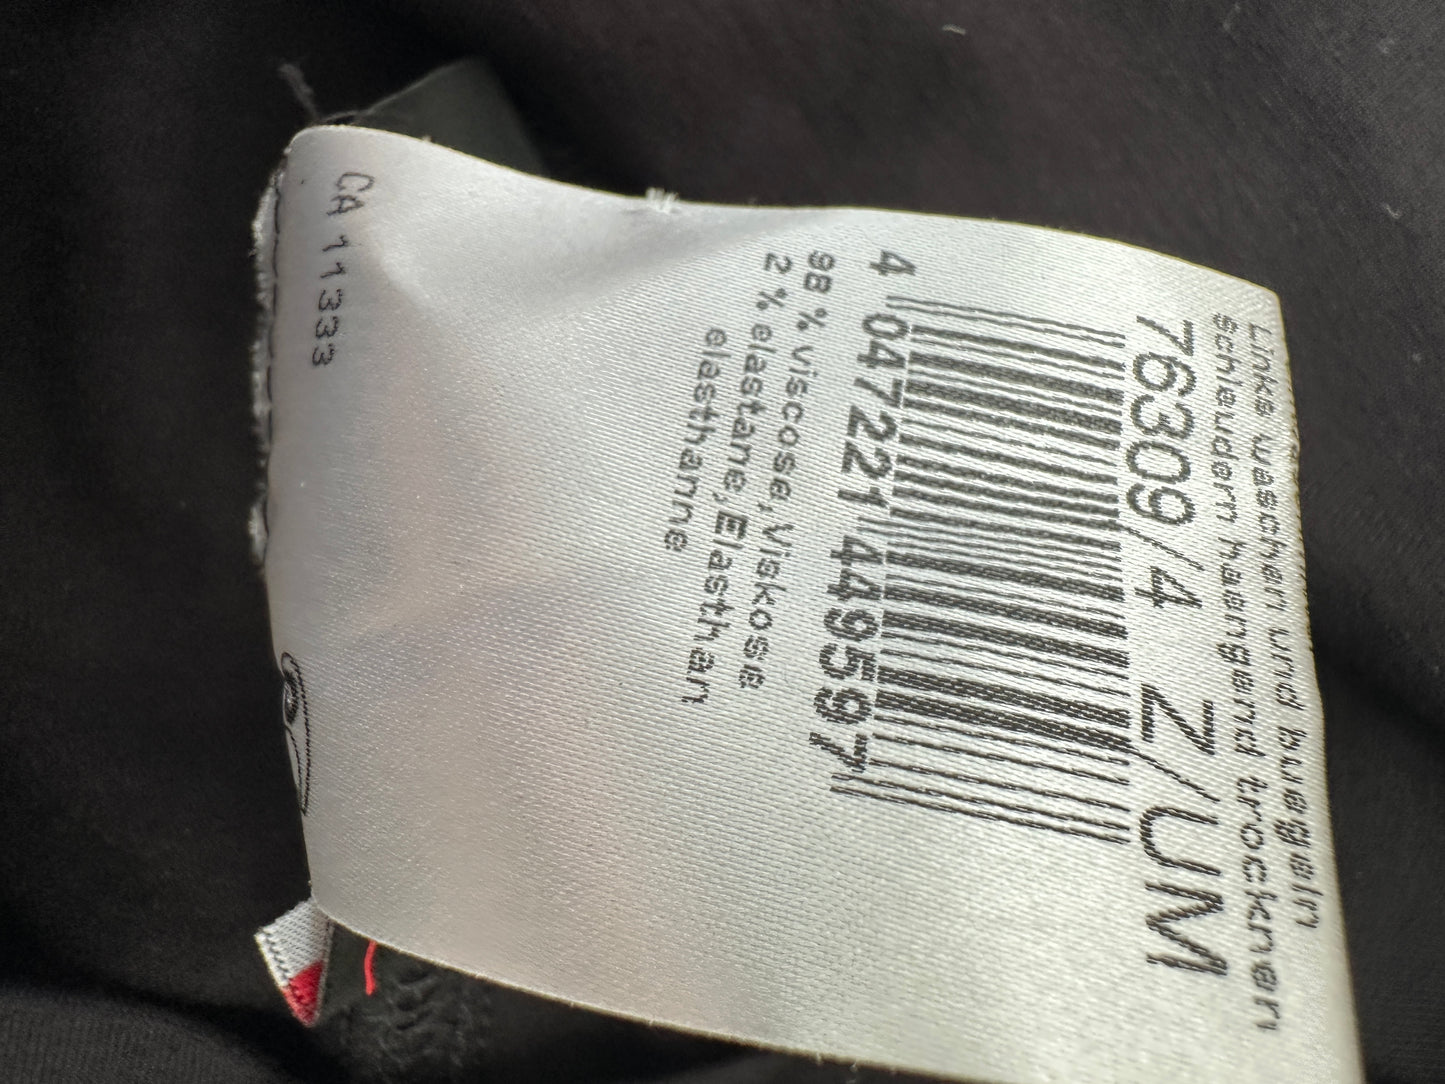 Links waschen und buegeln
schleudern haengend trocknen
76309/4 Z/UM
4 047221 449597
98 % viscose,Viskose
2 % elastane,Elasthan
elasthanne
CA 11333